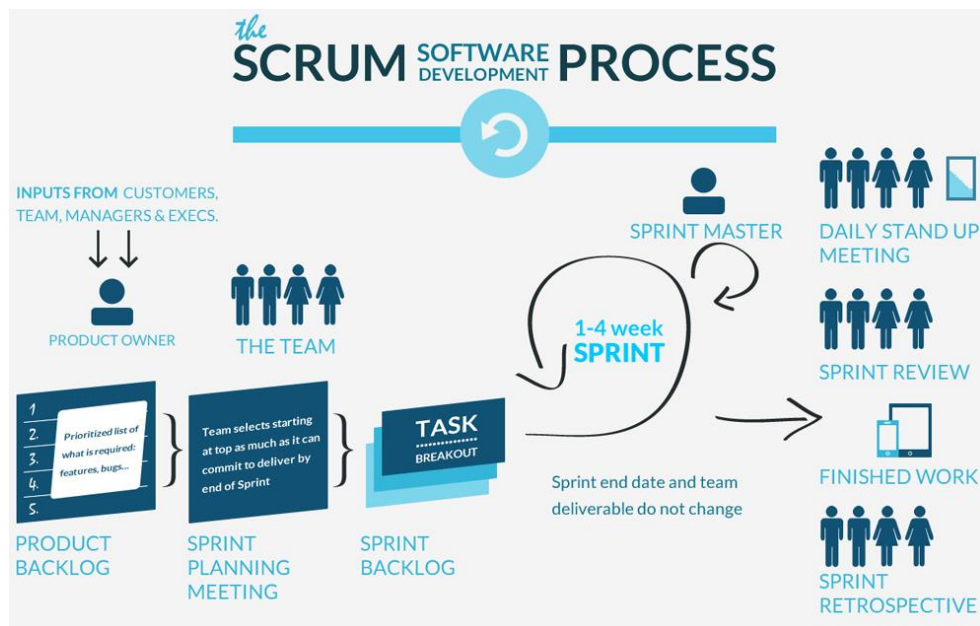 the
SCRUM SOFTWARE DEVELOPMENT PROCESS
INPUTS FROM CUSTOMERS,
TEAM, MANAGERS & EXECS.
PRODUCT OWNER
THE TEAM
1
2.
3.
4.
5.
Prioritized list of
what is required:
features, bugs...
PRODUCT
BACKLOG
Team selects starting
at top as much as it can
commit to deliver by
end of Sprint
SPRINT
PLANNING
MEETING
TASK
BREAKOUT
SPRINT
BACKLOG
1-4 week
SPRINT
Sprint end date and team
deliverable do not change
SPRINT MASTER
DAILY STAND UP
MEETING
SPRINT REVIEW
FINISHED WORK
SPRINT
RETROSPECTIVE